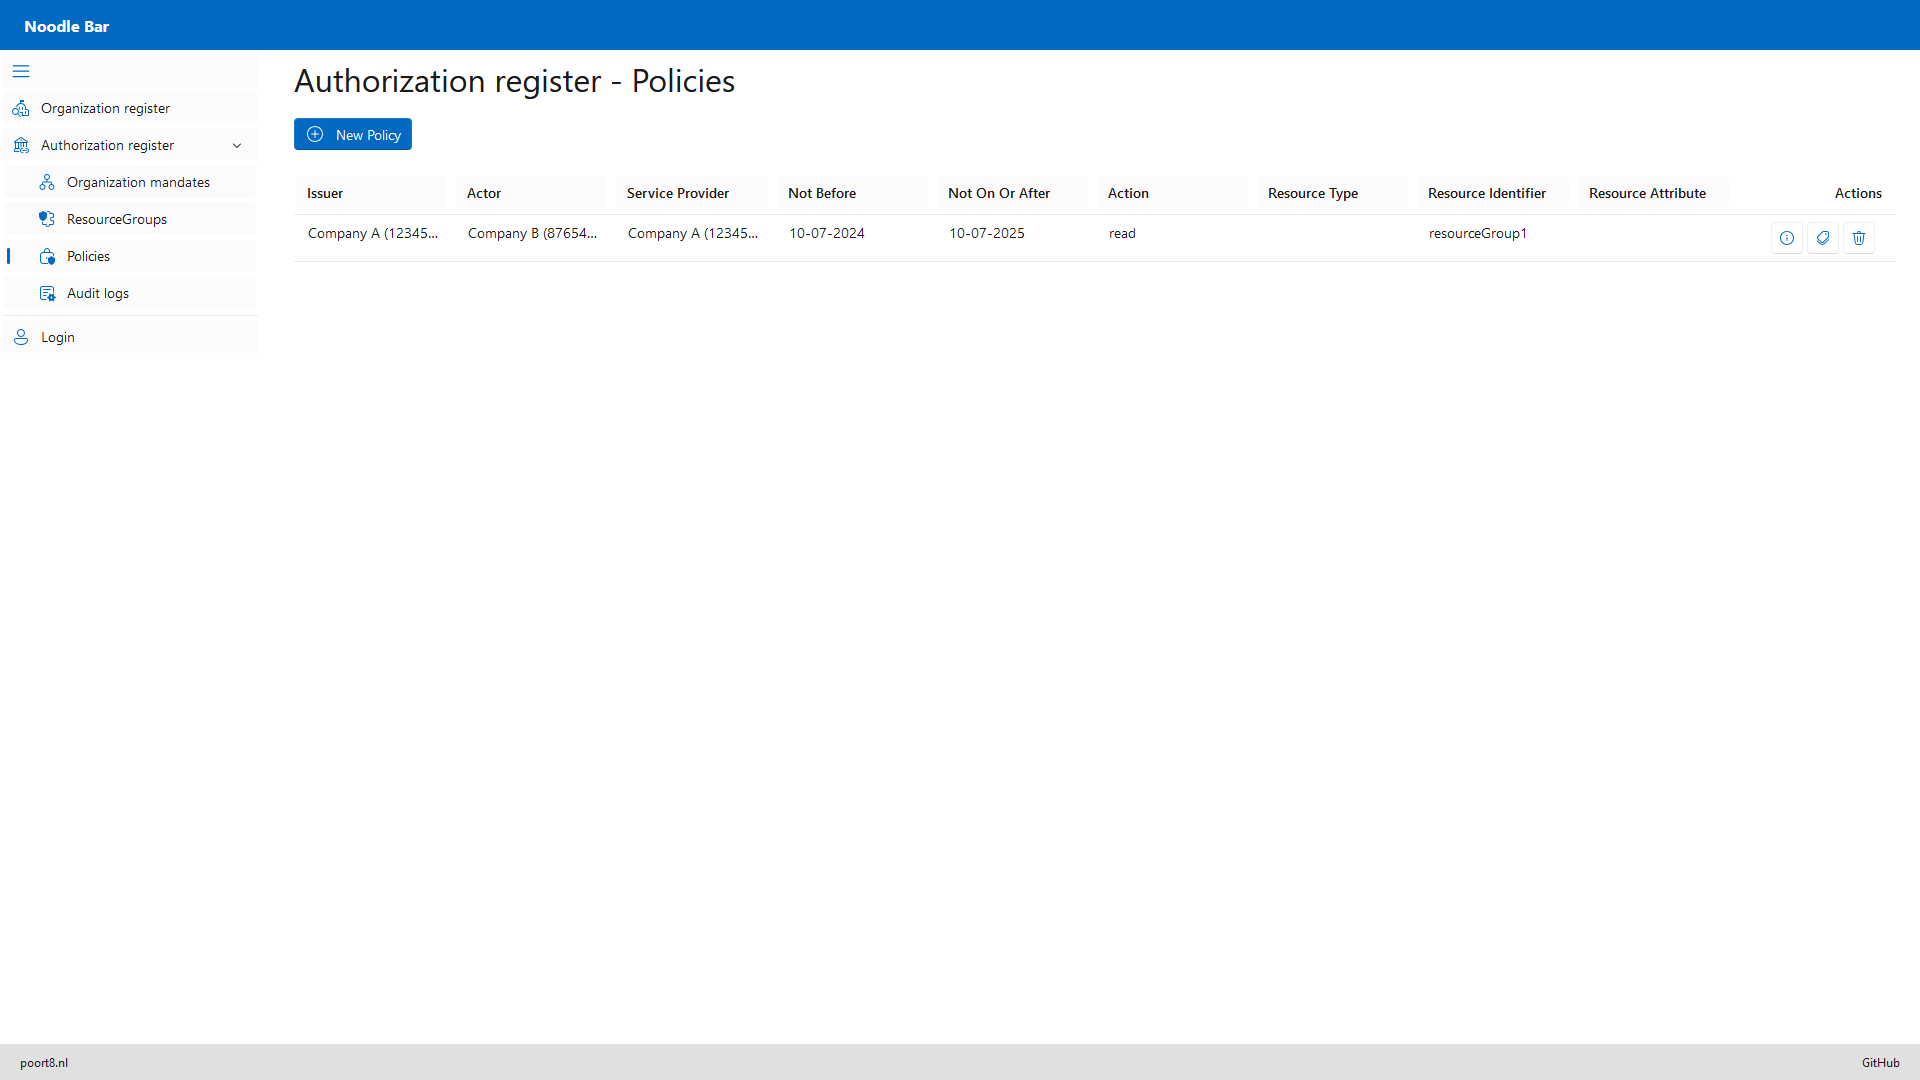 Noodle Bar
Organization register
Authorization register
Organization mandates
ResourceGroups
Policies
Audit logs
Login
Authorization register - Policies
New Policy
Issuer Actor Service Provider Not Before Not On Or After Action Resource Type Resource Identifier Resource Attribute Actions
Company A (12345... Company B (87654... Company A (12345... 10-07-2024 10-07-2025 read resourceGroup1
poort8.nl GitHub